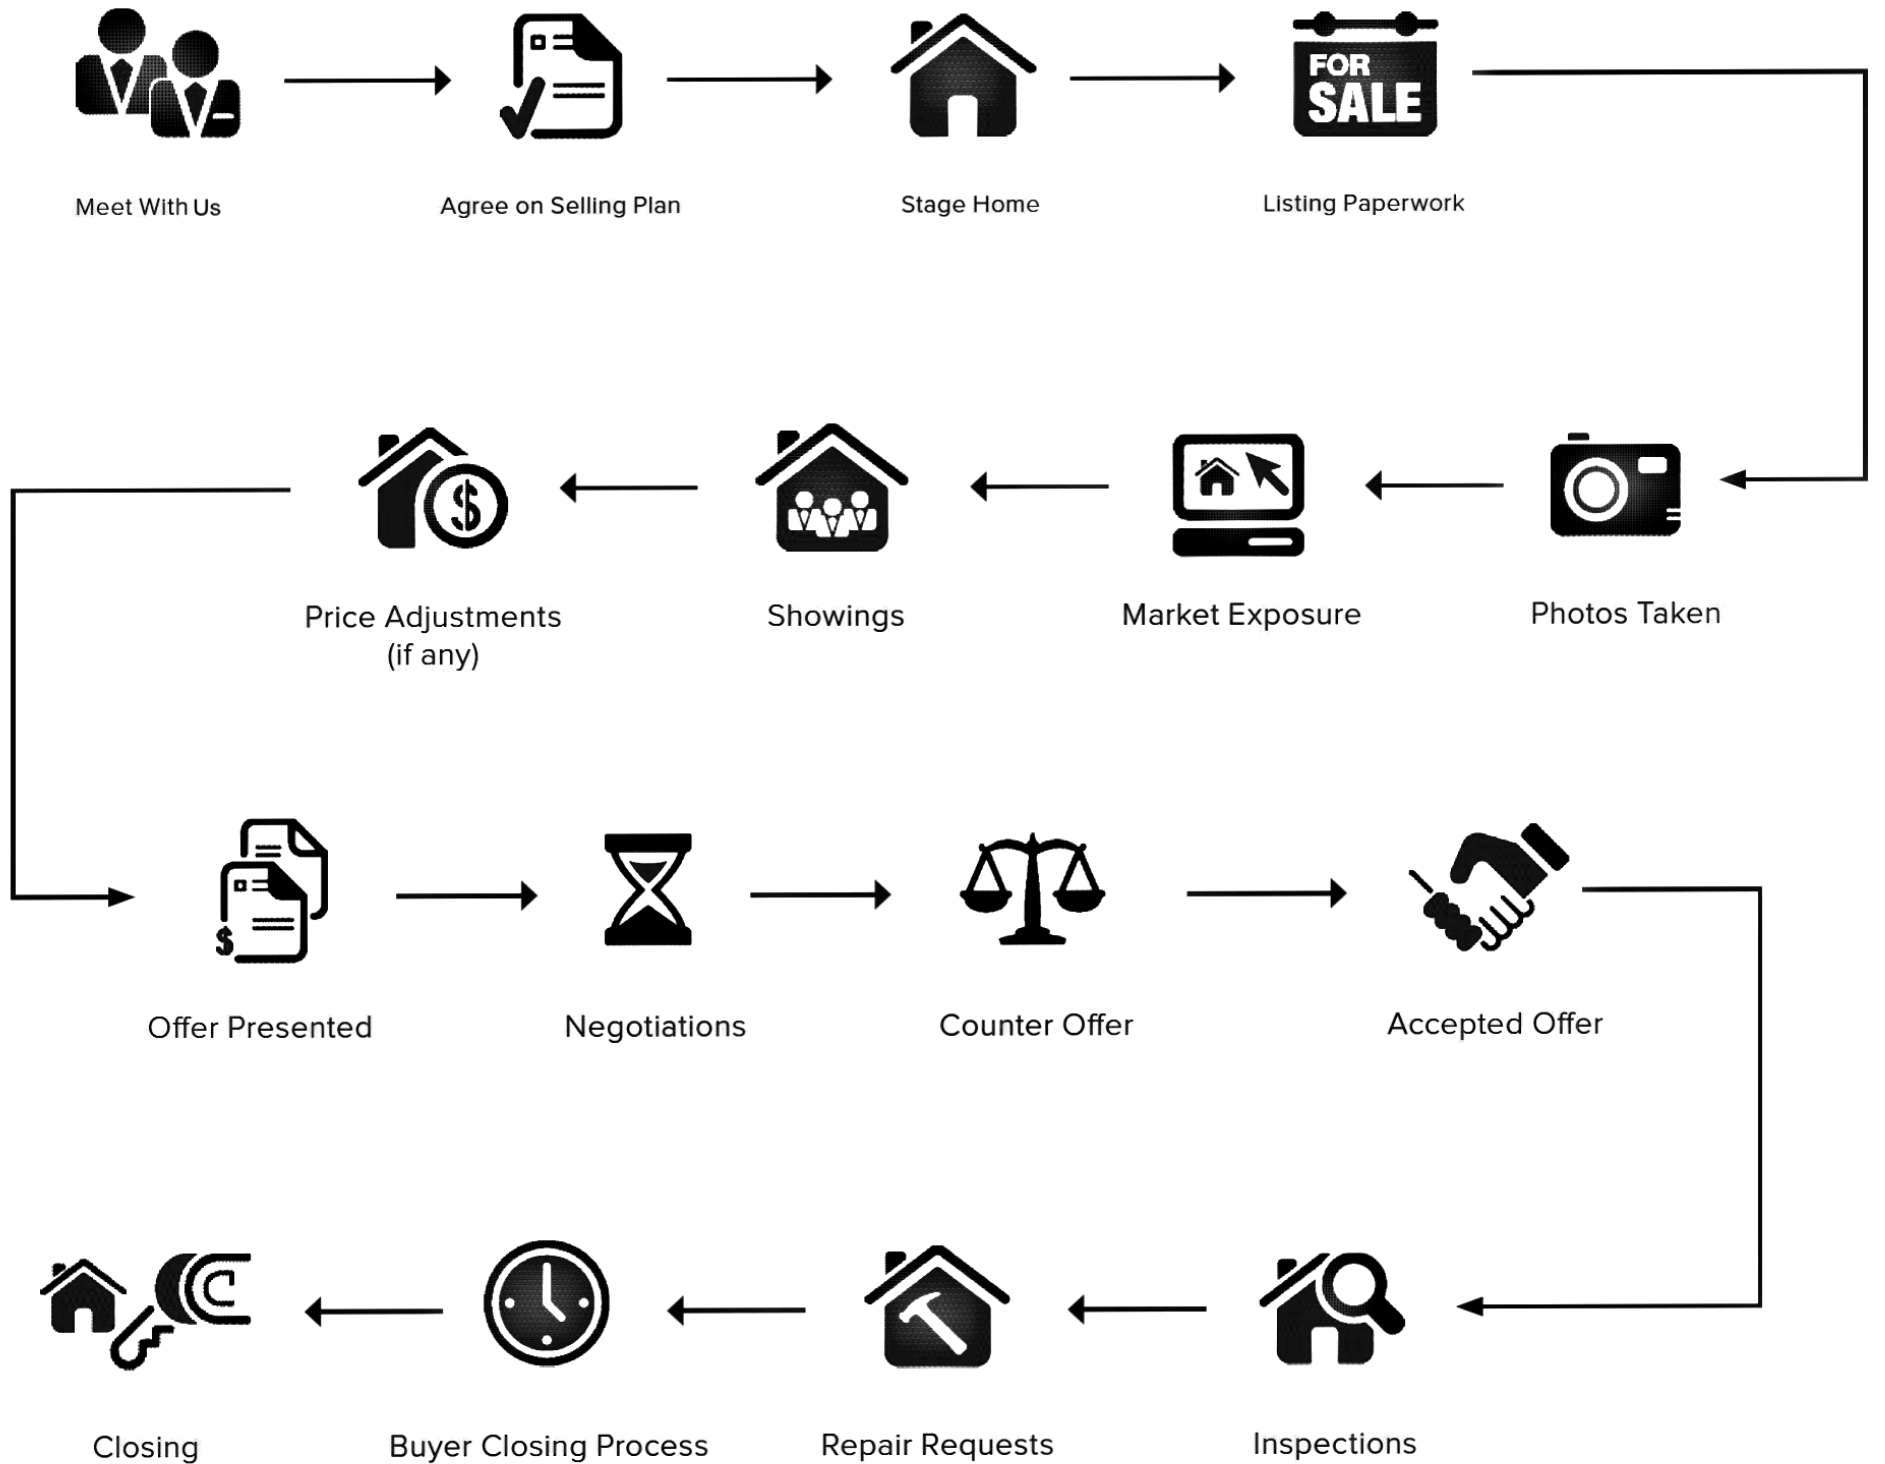 FOR
SALE
Meet With Us
Agree on Selling Plan
Stage Home
Listing Paperwork
$
Price Adjustments
(if any)
Showings
Market Exposure
Photos Taken
$
Offer Presented
Negotiations
Counter Offer
Accepted Offer
Closing
Buyer Closing Process
Repair Requests
Inspections